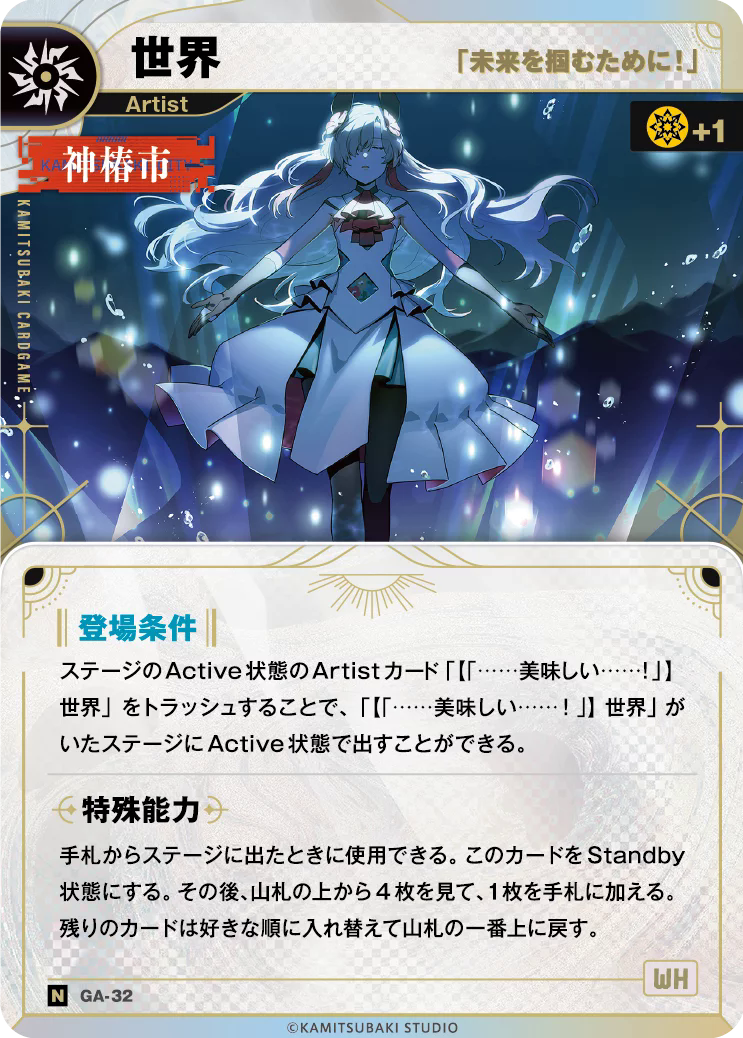 世界
「未来を掴むために!」
Artist
+1
神椿市
KAMITSUBAKI CARDGAME
登場条件
ステージのActive状態のArtistカード「【「……美味しい……!」】
世界」をトラッシュすることで、「【「……美味しい……!」】世界」が
いたステージにActive状態で出すことができる。
特殊能力
手札からステージに出たときに使用できる。このカードをStandby
状態にする。その後、山札の上から4枚を見て、1枚を手札に加える。
残りのカードは好きな順に入れ替えて山札の一番上に戻す。
WH
N GA-32
©KAMITSUBAKI STUDIO